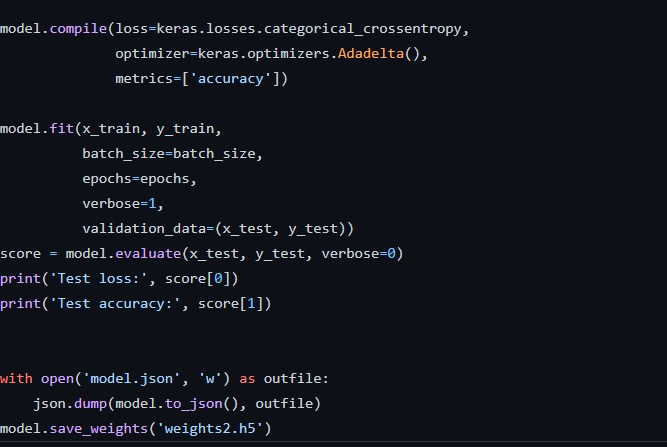 model.compile(loss=keras.losses.categorical_crossentropy,
              optimizer=keras.optimizers.Adadelta(),
              metrics=['accuracy'])

model.fit(x_train, y_train,
          batch_size=batch_size,
          epochs=epochs,
          verbose=1,
          validation_data=(x_test, y_test))
score = model.evaluate(x_test, y_test, verbose=0)
print('Test loss:', score[0])
print('Test accuracy:', score[1])


with open('model.json', 'w') as outfile:
    json.dump(model.to_json(), outfile)
model.save_weights('weights2.h5')